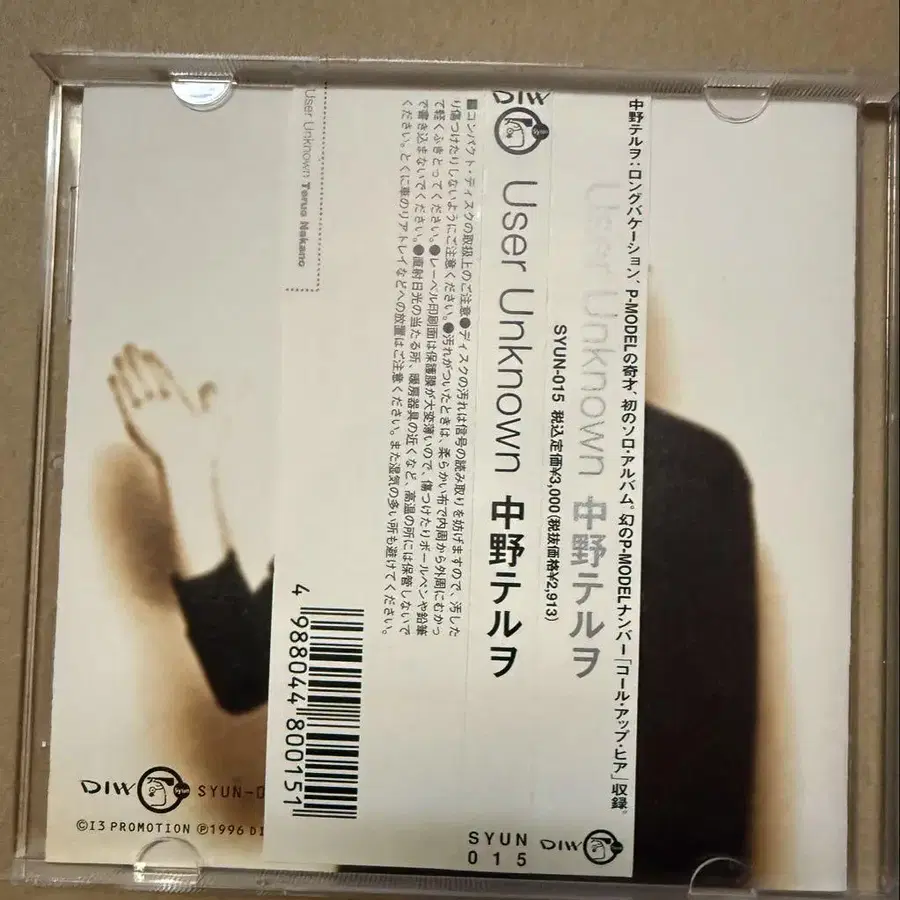 中野テルヲ:ロングバケーション、P-MODELの奇才、初のソロ・アルバム。幻のP-MODELナンバー「コール・アップ・ヒア」収録。
User Unknown 中野テルヲ
SYUN-015 税込定価¥3,000(税抜価格¥2,913)
DIW
Syun
User Unknown 中野テルヲ
■コンパクト・ディスクの取扱上のご注意●ディスクの汚れは信号の読み取りを妨げますので、汚した
り傷つけたりしないようにご注意ください。●汚れがついたときは、柔らかい布で内周から外周にむかっ
て軽くふきとってください。●レーベル印刷面は保護膜が大変薄いので、傷つけたりボールペンや鉛筆
で書き込まないでください。●直射日光の当たる所、暖房器具の近くなど、高温の所には保管しないで
ください。とくに車のリアトレイなどへの放置はご注意ください。また湿気の多い所も避けてください。
User Unknown Teruo Nakano
4 988044 800151
DIW Syun SYUN-0
©I3 PROMOTION ℗1996 DI
SYUN
015
DIW